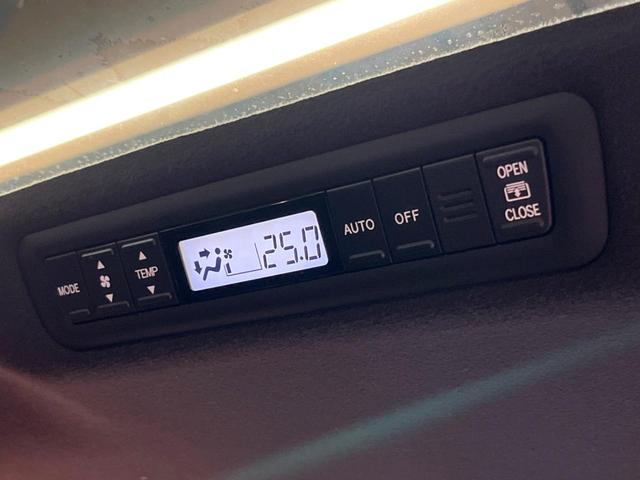 MODE
TEMP
25.0
AUTO
OFF
OPEN
CLOSE